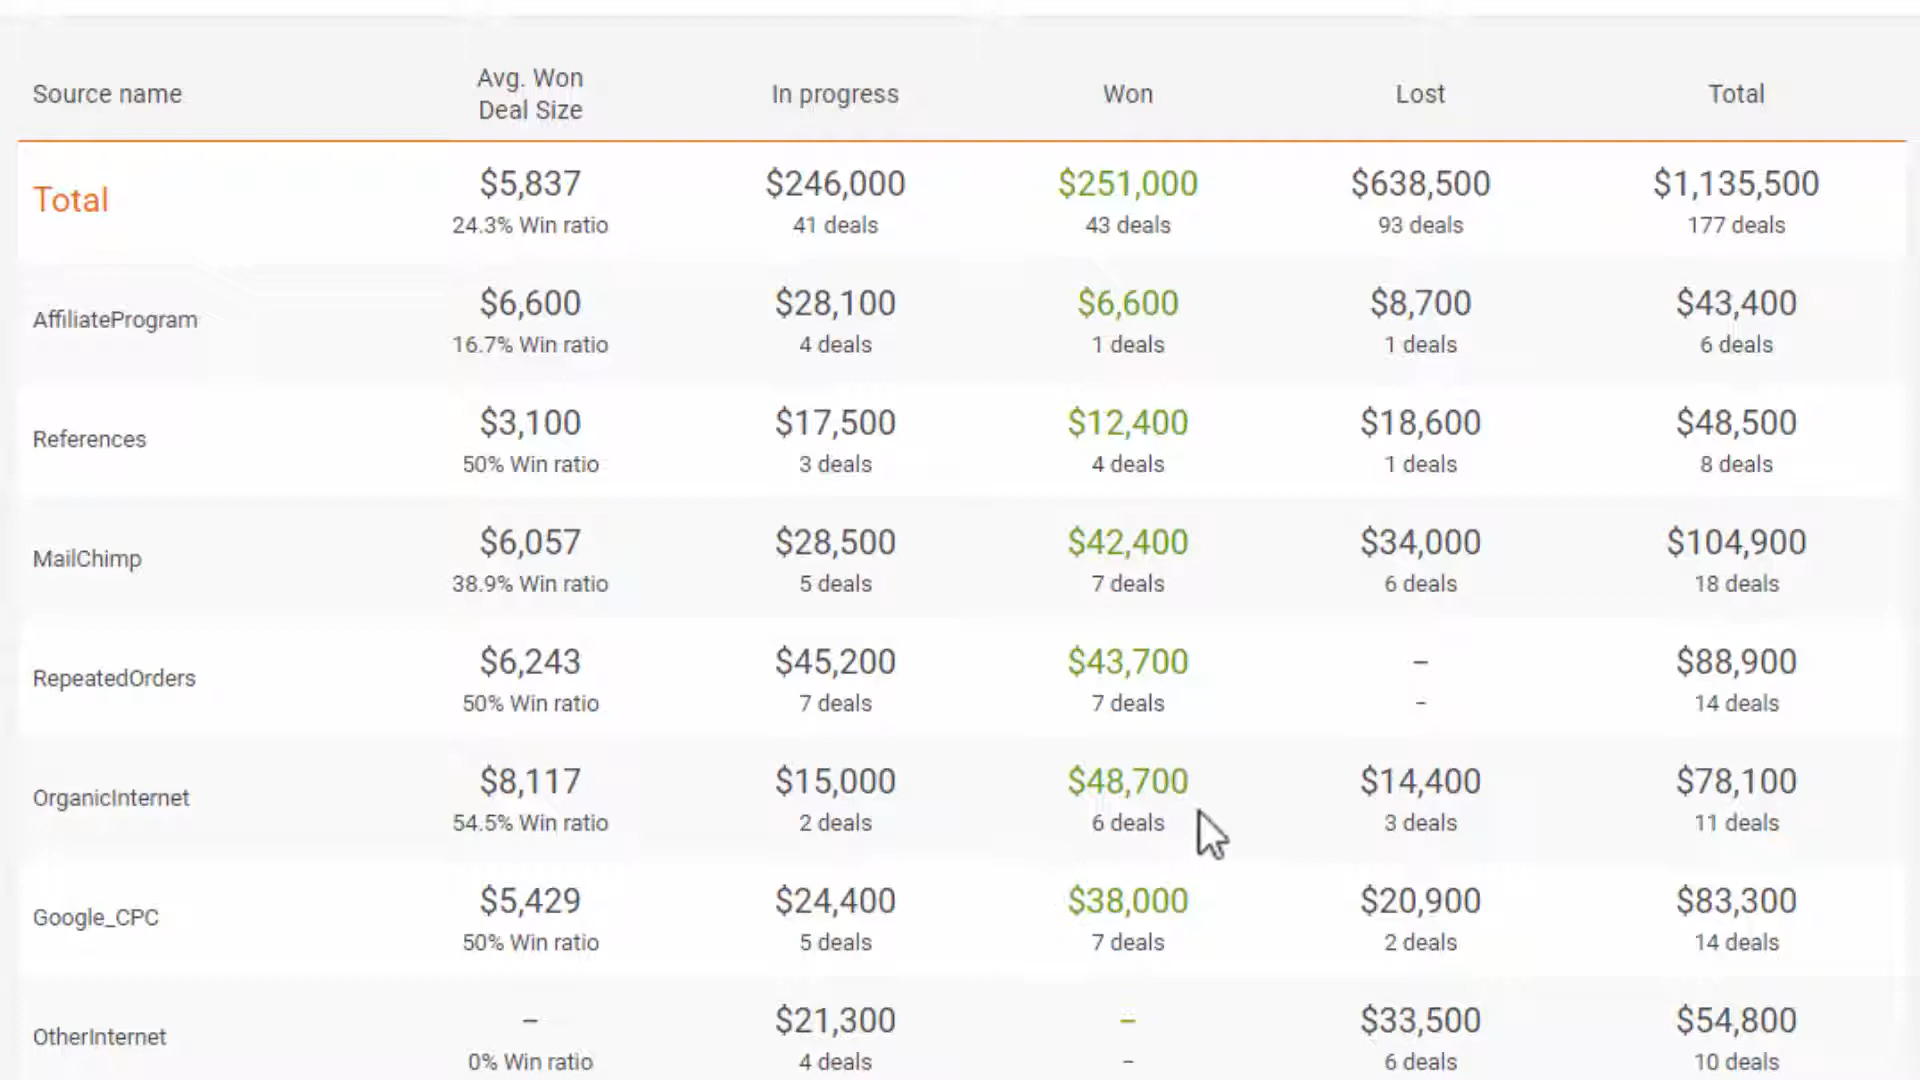 Source name
Avg. Won
Deal Size
In progress
Won
Lost
Total
Total
$5,837
24.3% Win ratio
$246,000
41 deals
$251,000
43 deals
$638,500
93 deals
$1,135,500
177 deals
AffiliateProgram
$6,600
16.7% Win ratio
$28,100
4 deals
$6,600
1 deals
$8,700
1 deals
$43,400
6 deals
References
$3,100
50% Win ratio
$17,500
3 deals
$12,400
4 deals
$18,600
1 deals
$48,500
8 deals
MailChimp
$6,057
38.9% Win ratio
$28,500
5 deals
$42,400
7 deals
$34,000
6 deals
$104,900
18 deals
RepeatedOrders
$6,243
50% Win ratio
$45,200
7 deals
$43,700
7 deals
–
–
$88,900
14 deals
OrganicInternet
$8,117
54.5% Win ratio
$15,000
2 deals
$48,700
6 deals
$14,400
3 deals
$78,100
11 deals
Google_CPC
$5,429
50% Win ratio
$24,400
5 deals
$38,000
7 deals
$20,900
2 deals
$83,300
14 deals
OtherInternet
–
0% Win ratio
$21,300
4 deals
–
–
$33,500
6 deals
$54,800
10 deals